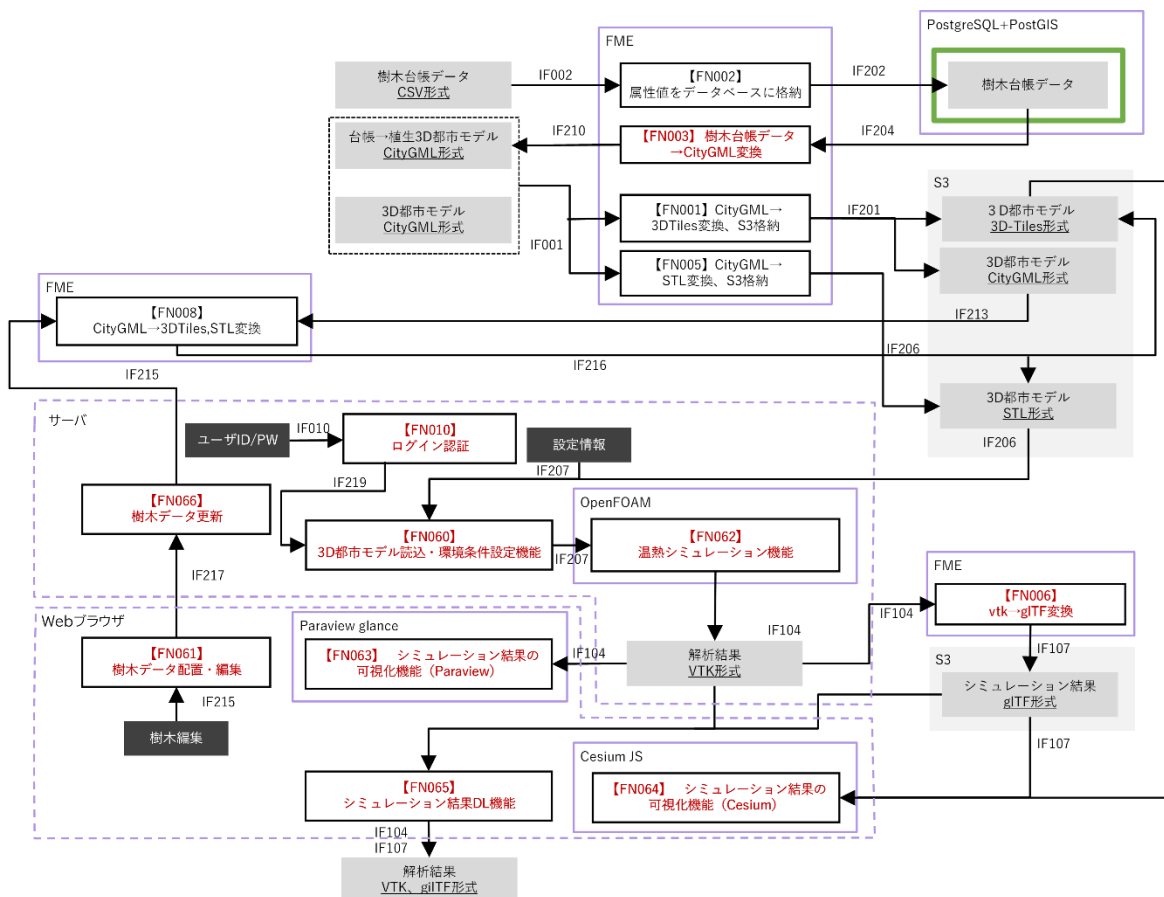 PostgreSQL+PostGIS
FME
樹木台帳データ
CSV形式
IF002
【FN002】
属性値をデータベースに格納
IF202
樹木台帳データ
台帳→植生3D都市モデル
CityGML形式
IF210
【FN003】樹木台帳データ
→CityGML変換
IF204
S3
3D都市モデル
CityGML形式
IF001
【FN001】CityGML→
3DTiles変換、S3格納
IF201
3Ｄ都市モデル
3D-Tiles形式
【FN005】CityGML→
STL変換、S3格納
3D都市モデル
CityGML形式
FME
【FN008】
CityGML→3DTiles,STL変換
IF213
IF206
IF216
IF215
3D都市モデル
STL形式
サーバ
ユーザID/PW
IF010
【FN010】
ログイン認証
設定情報
IF206
IF219
IF207
【FN066】
樹木データ更新
OpenFOAM
【FN060】
3D都市モデル読込・環境条件設定機能
IF207
【FN062】
温熱シミュレーション機能
IF217
FME
【FN006】
vtk→glTF変換
Webブラウザ
Paraview glance
IF104
IF104
【FN061】
樹木データ配置・編集
【FN063】　シミュレーション結果の
可視化機能（Paraview）
IF104
解析結果
VTK形式
IF107
S3
シミュレーション結果
glTF形式
IF215
樹木編集
IF107
Cesium JS
【FN065】
シミュレーション結果DL機能
【FN064】　シミュレーション結果の
可視化機能（Cesium）
IF104
IF107
解析結果
VTK、gilTF形式